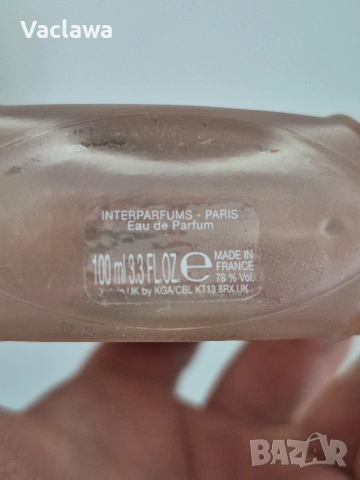 Vaclawa
INTERPARFUMS - PARIS
Eau de Parfum
100 ml 3.3 FL.OZ e MADE IN FRANCE
78 % Vol.
in UK by KGA/CBL KT13 8RX UK
BAZAR